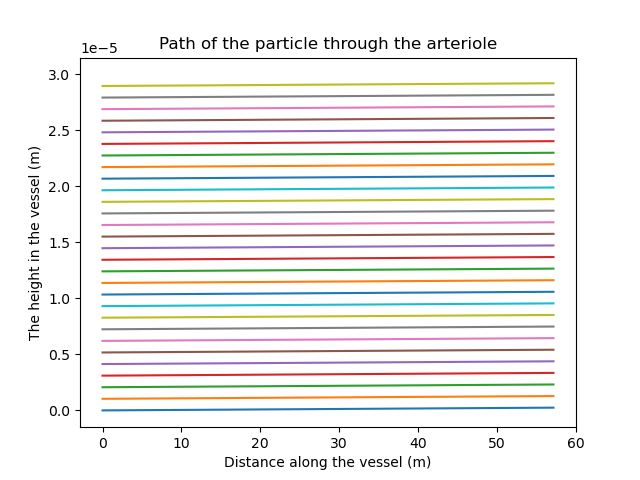 Path of the particle through the arteriole
1e−5
3.0
2.5
2.0
1.5
1.0
0.5
0.0
The height in the vessel (m)
0 10 20 30 40 50 60
Distance along the vessel (m)